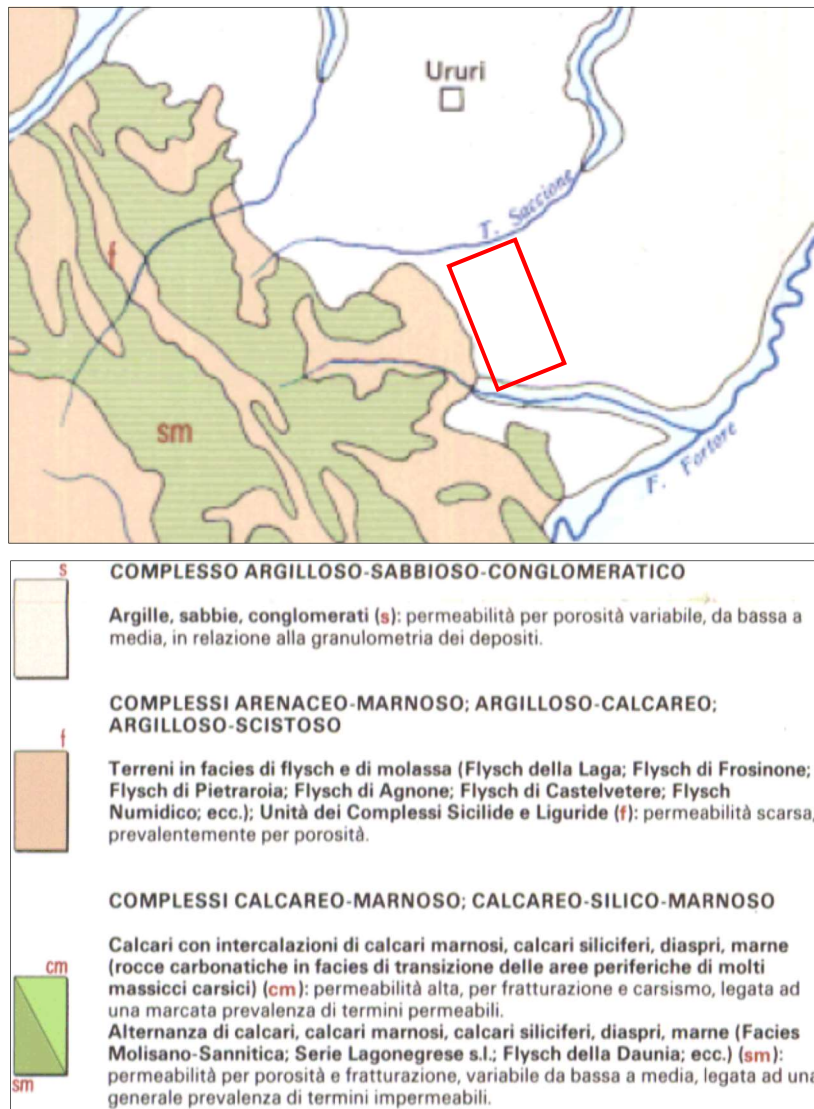 Ururi
T. Saccione
f
sm
F. Fortore
s
COMPLESSO ARGILLOSO-SABBIOSO-CONGLOMERATICO
Argille, sabbie, conglomerati (s): permeabilità per porosità variabile, da bassa a
media, in relazione alla granulometria dei depositi.
COMPLESSI ARENACEO-MARNOSO; ARGILLOSO-CALCAREO;
ARGILLOSO-SCISTOSO
f
Terreni in facies di flysch e di molassa (Flysch della Laga; Flysch di Frosinone;
Flysch di Pietraroia; Flysch di Agnone; Flysch di Castelvetere; Flysch
Numidico; ecc.); Unità dei Complessi Sicilide e Liguride (f): permeabilità scarsa,
prevalentemente per porosità.
COMPLESSI CALCAREO-MARNOSO; CALCAREO-SILICO-MARNOSO
cm
Calcari con intercalazioni di calcari marnosi, calcari siliciferi, diaspri, marne
(rocce carbonatiche in facies di transizione delle aree periferiche di molti
massicci carsici) (cm): permeabilità alta, per fratturazione e carsismo, legata ad
una marcata prevalenza di termini permeabili.
Alternanza di calcari, calcari marnosi, calcari siliciferi, diaspri, marne (Facies
Molisano-Sannitica; Serie Lagonegrese s.l.; Flysch della Daunia; ecc.) (sm):
sm
permeabilità per porosità e fratturazione, variabile da bassa a media, legata ad una
generale prevalenza di termini impermeabili.